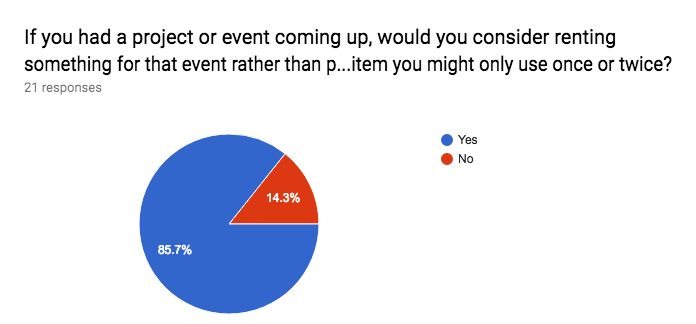 If you had a project or event coming up, would you consider renting
something for that event rather than p...item you might only use once or twice?
21 responses
Yes
No
14.3%
85.7%